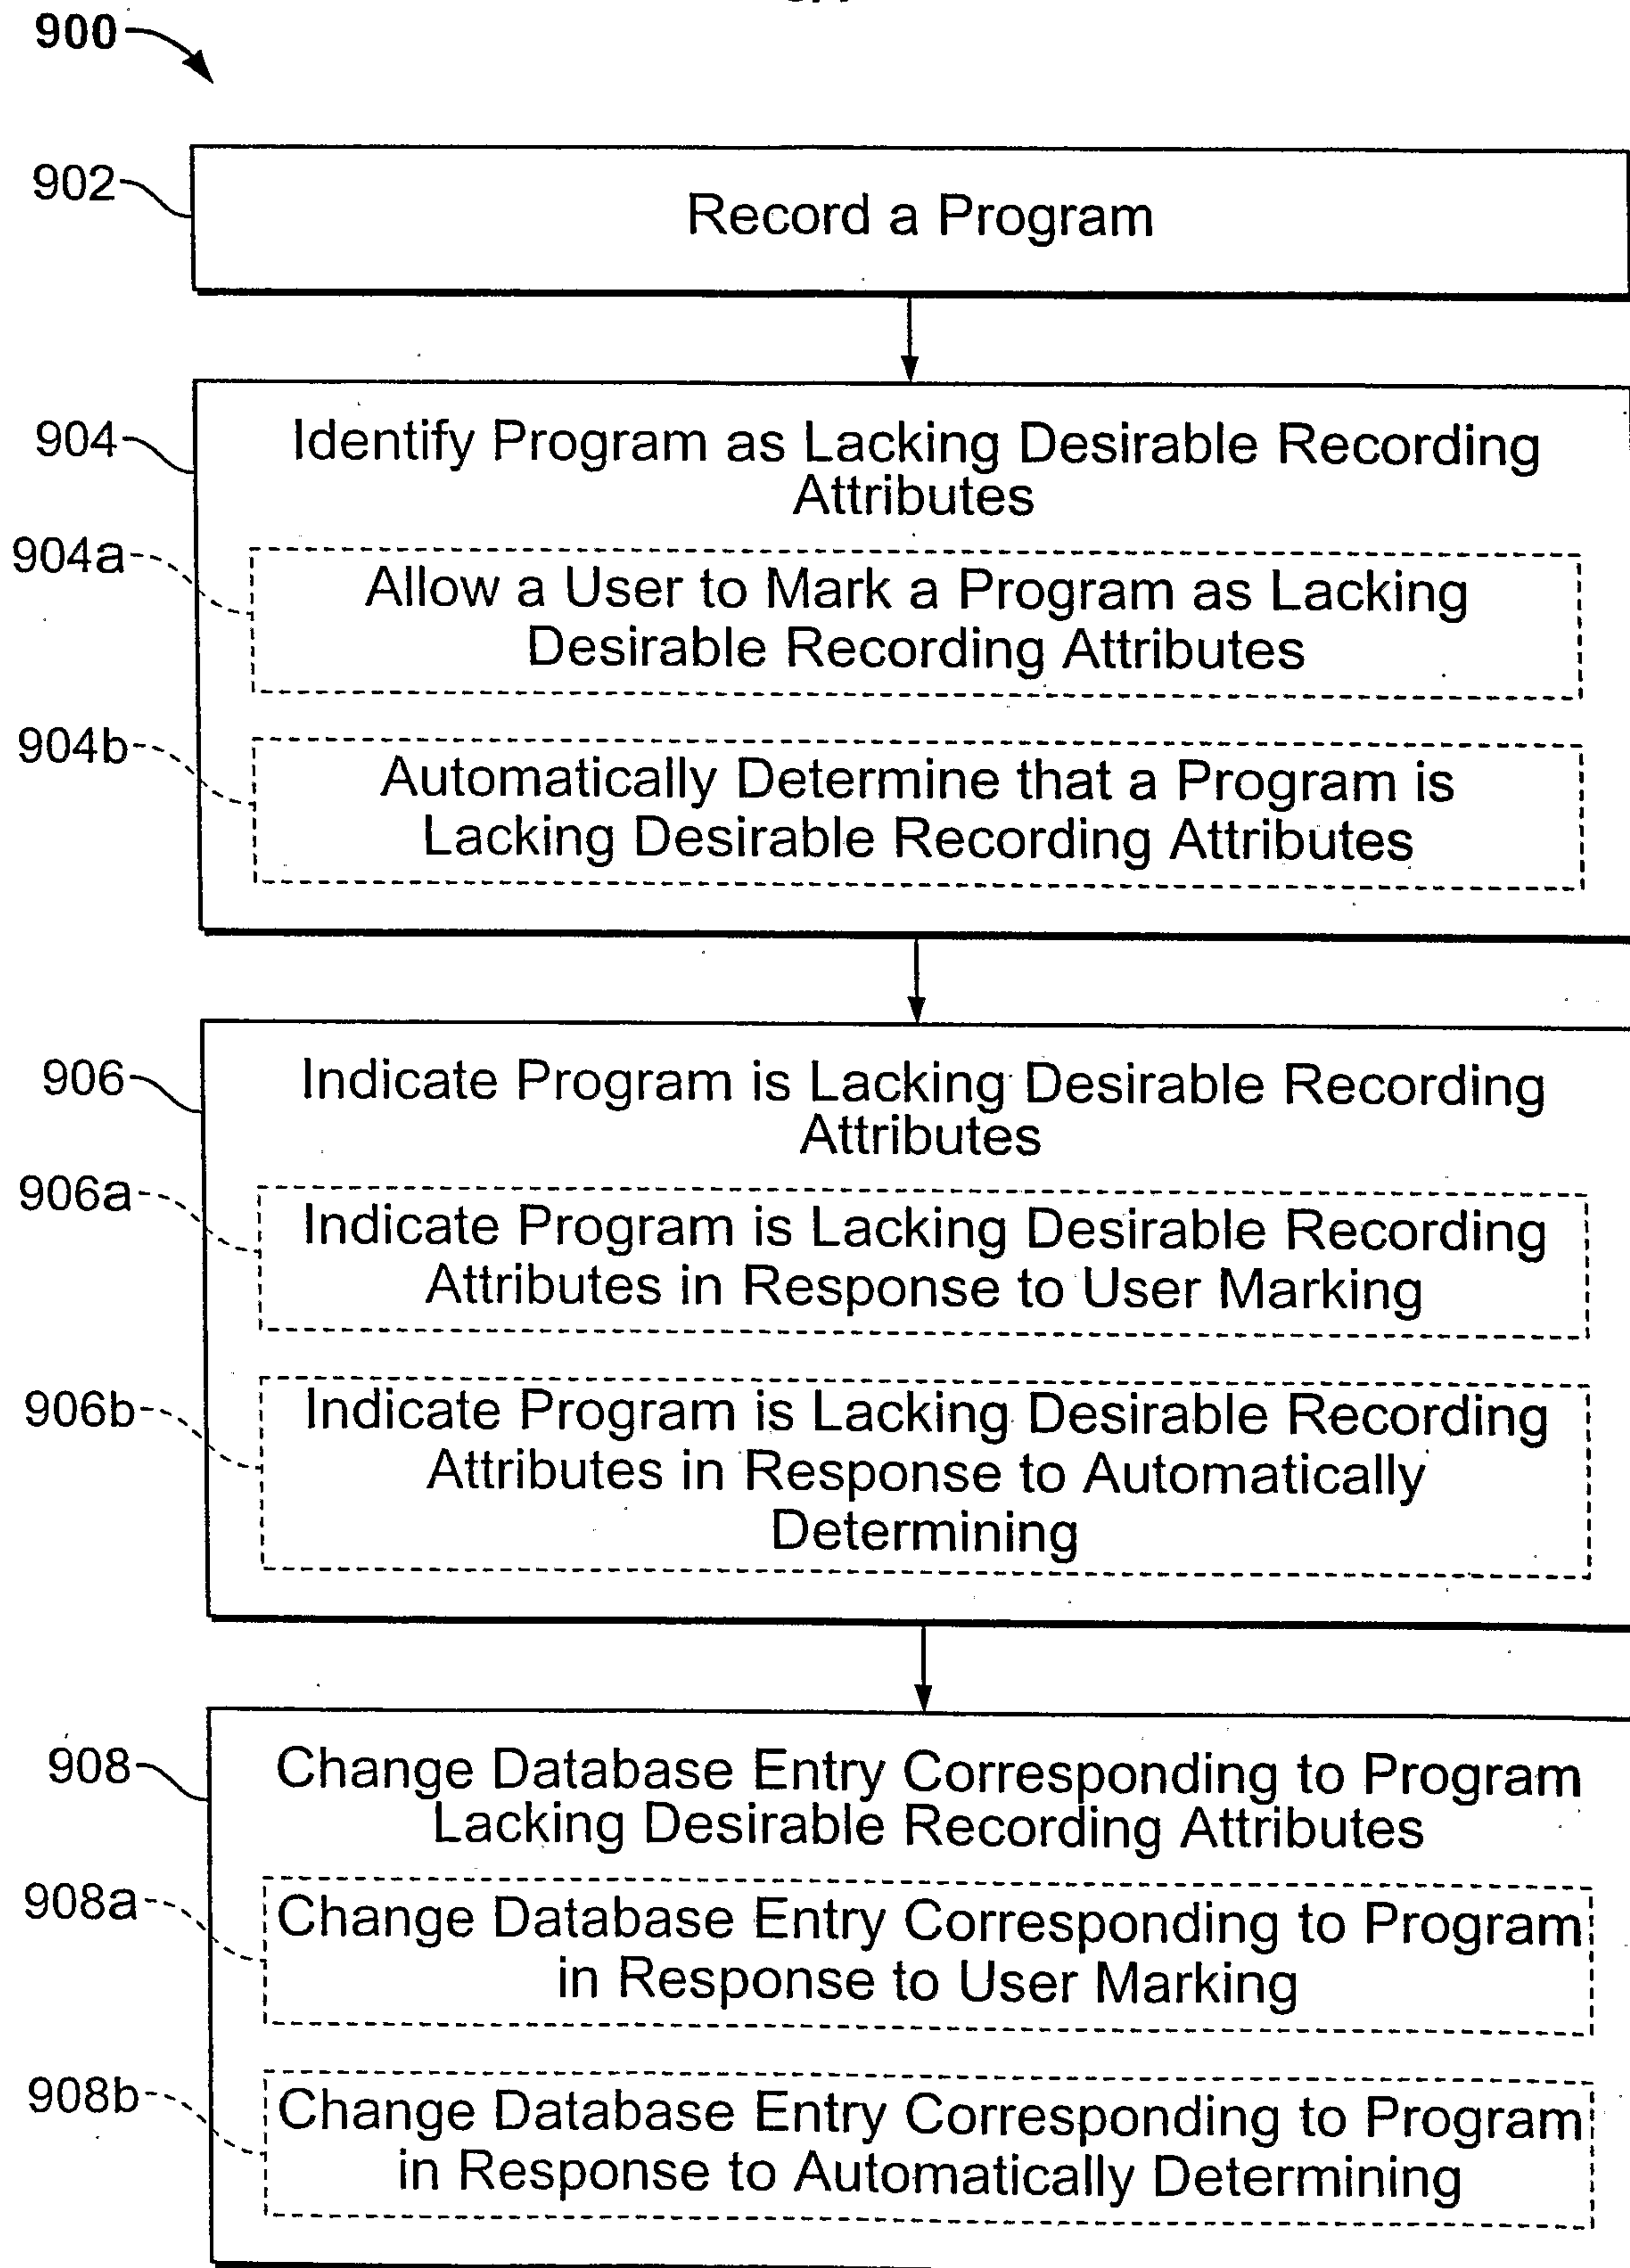 900
902
Record a Program
904
Identify Program as Lacking Desirable Recording
Attributes
904a
Allow a User to Mark a Program as Lacking
Desirable Recording Attributes
904b
Automatically Determine that a Program is
Lacking Desirable Recording Attributes
906
Indicate Program is Lacking Desirable Recording
Attributes
906a
Indicate Program is Lacking Desirable Recording
Attributes in Response to User Marking
906b
Indicate Program is Lacking Desirable Recording
Attributes in Response to Automatically
Determining
908
Change Database Entry Corresponding to Program
Lacking Desirable Recording Attributes
908a
Change Database Entry Corresponding to Program
in Response to User Marking
908b
Change Database Entry Corresponding to Program
in Response to Automatically Determining